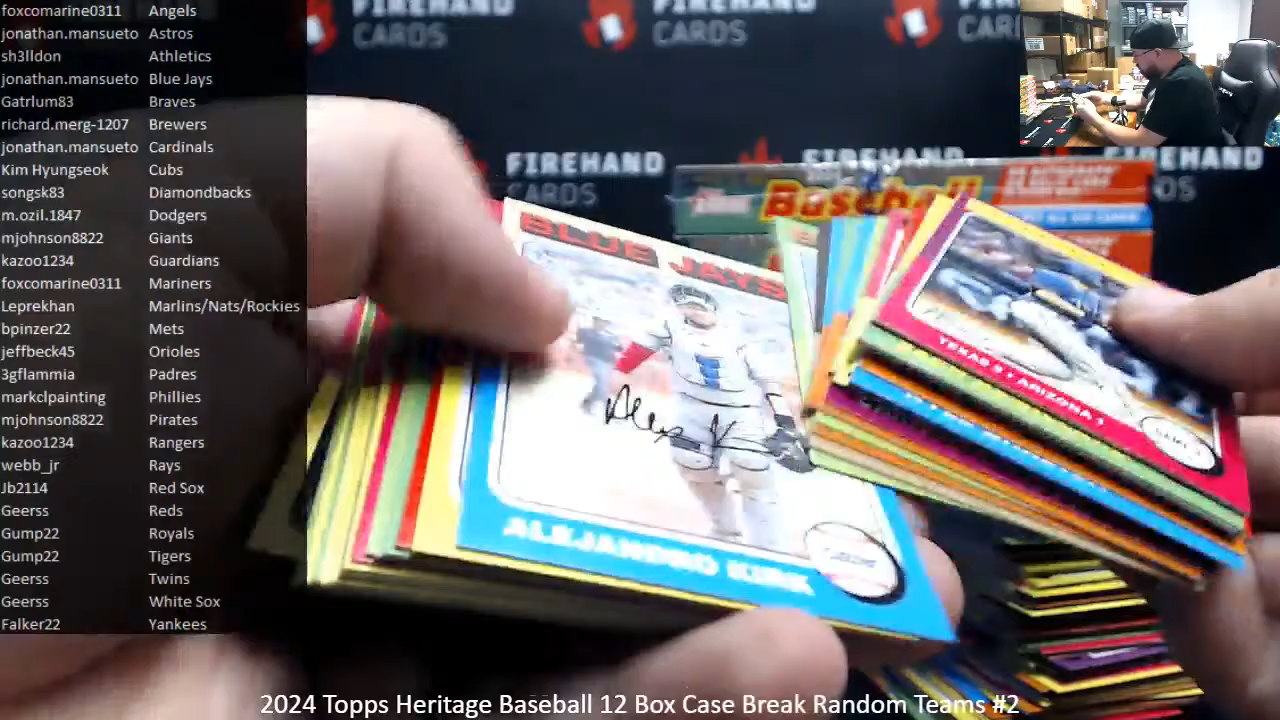 foxcomarine0311 Angels
jonathan.mansueto Astros
sh3lldon Athletics
jonathan.mansueto Blue Jays
Gatrlum83 Braves
richard.merg-1207 Brewers
jonathan.mansueto Cardinals
Kim Hyungseok Cubs
songsk83 Diamondbacks
m.ozil.1847 Dodgers
mjohnson8822 Giants
kazoo1234 Guardians
foxcomarine0311 Mariners
Leprekhan Marlins/Nats/Rockies
bpinzer22 Mets
jeffbeck45 Orioles
3gflammia Padres
markclpainting Phillies
mjohnson8822 Pirates
kazoo1234 Rangers
webb_jr Rays
Jb2114 Red Sox
Geerss Reds
Gump22 Royals
Gump22 Tigers
Geerss Twins
Geerss White Sox
Falker22 Yankees
FIREHAND
CARDS
FIREHAND
CARDS
FIREHAND
CARDS
FIREHAND
CARDS
FIREHAND
FIREHAND
Baseball
BLUE JAYS
Alex K
ALEJANDRO KIRK
TEXAS 5 ARIZONA 1
2024 Topps Heritage Baseball 12 Box Case Break Random Teams #2